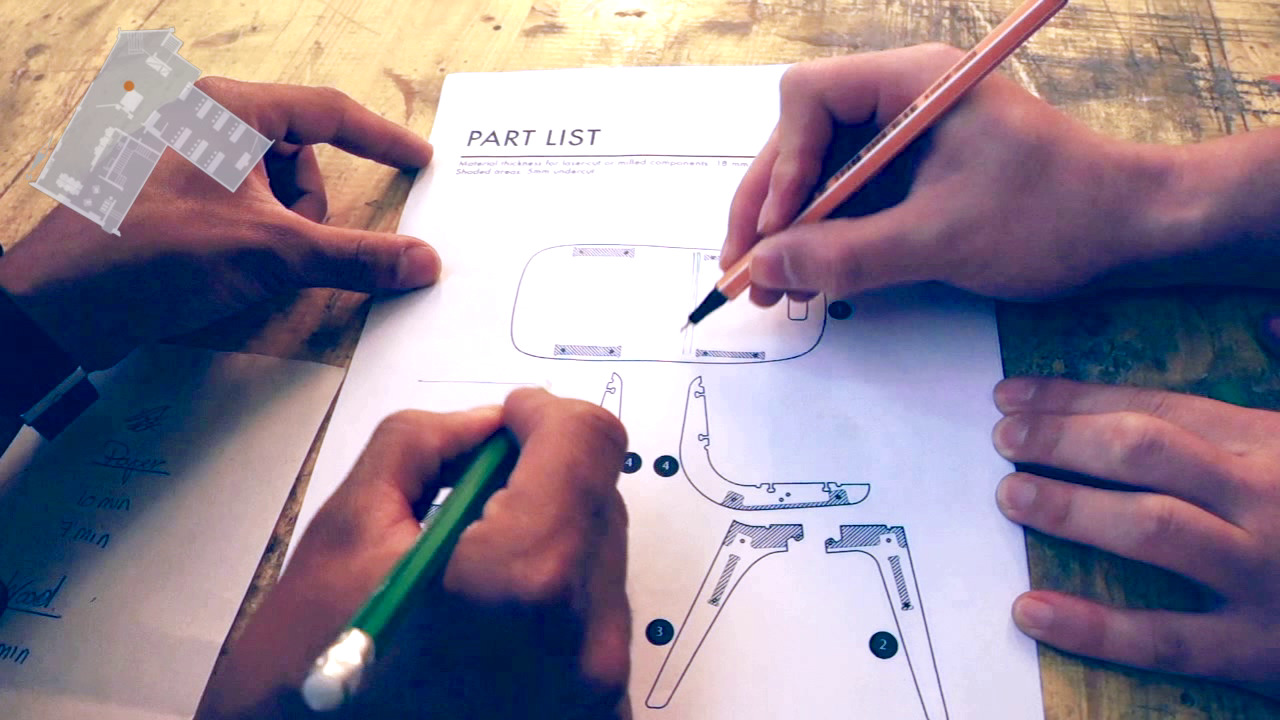 PART LIST
Material thickness for lasercut or milled components 18 mm
Shaded areas 5mm undercut
4 4
3
2
Paper
10 min
7 min
Wood
min